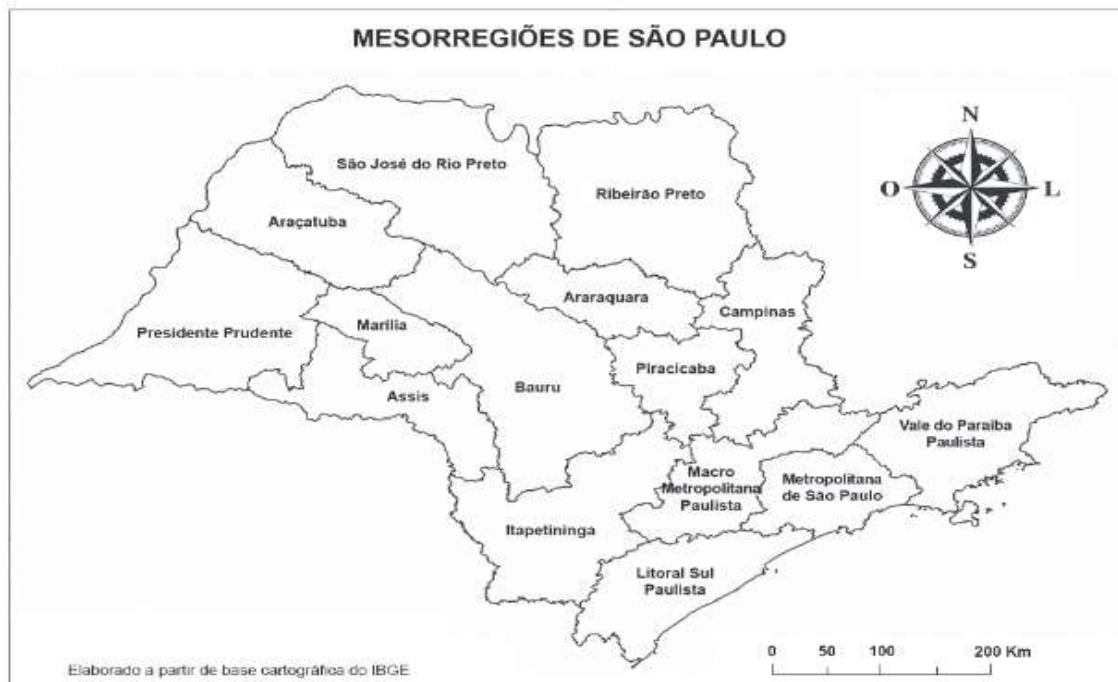 MESORREGIÕES DE SÃO PAULO
N
O
L
S
São José do Rio Preto
Ribeirão Preto
Araçatuba
Araraquara
Campinas
Presidente Prudente
Marília
Piracicaba
Assis
Bauru
Vale do Paraíba
Paulista
Macro
Metropolitana
Paulista
Metropolitana
de São Paulo
Itapetininga
Litoral Sul
Paulista
Elaborado a partir de base cartográfica do IBGE
0 50 100 200 Km